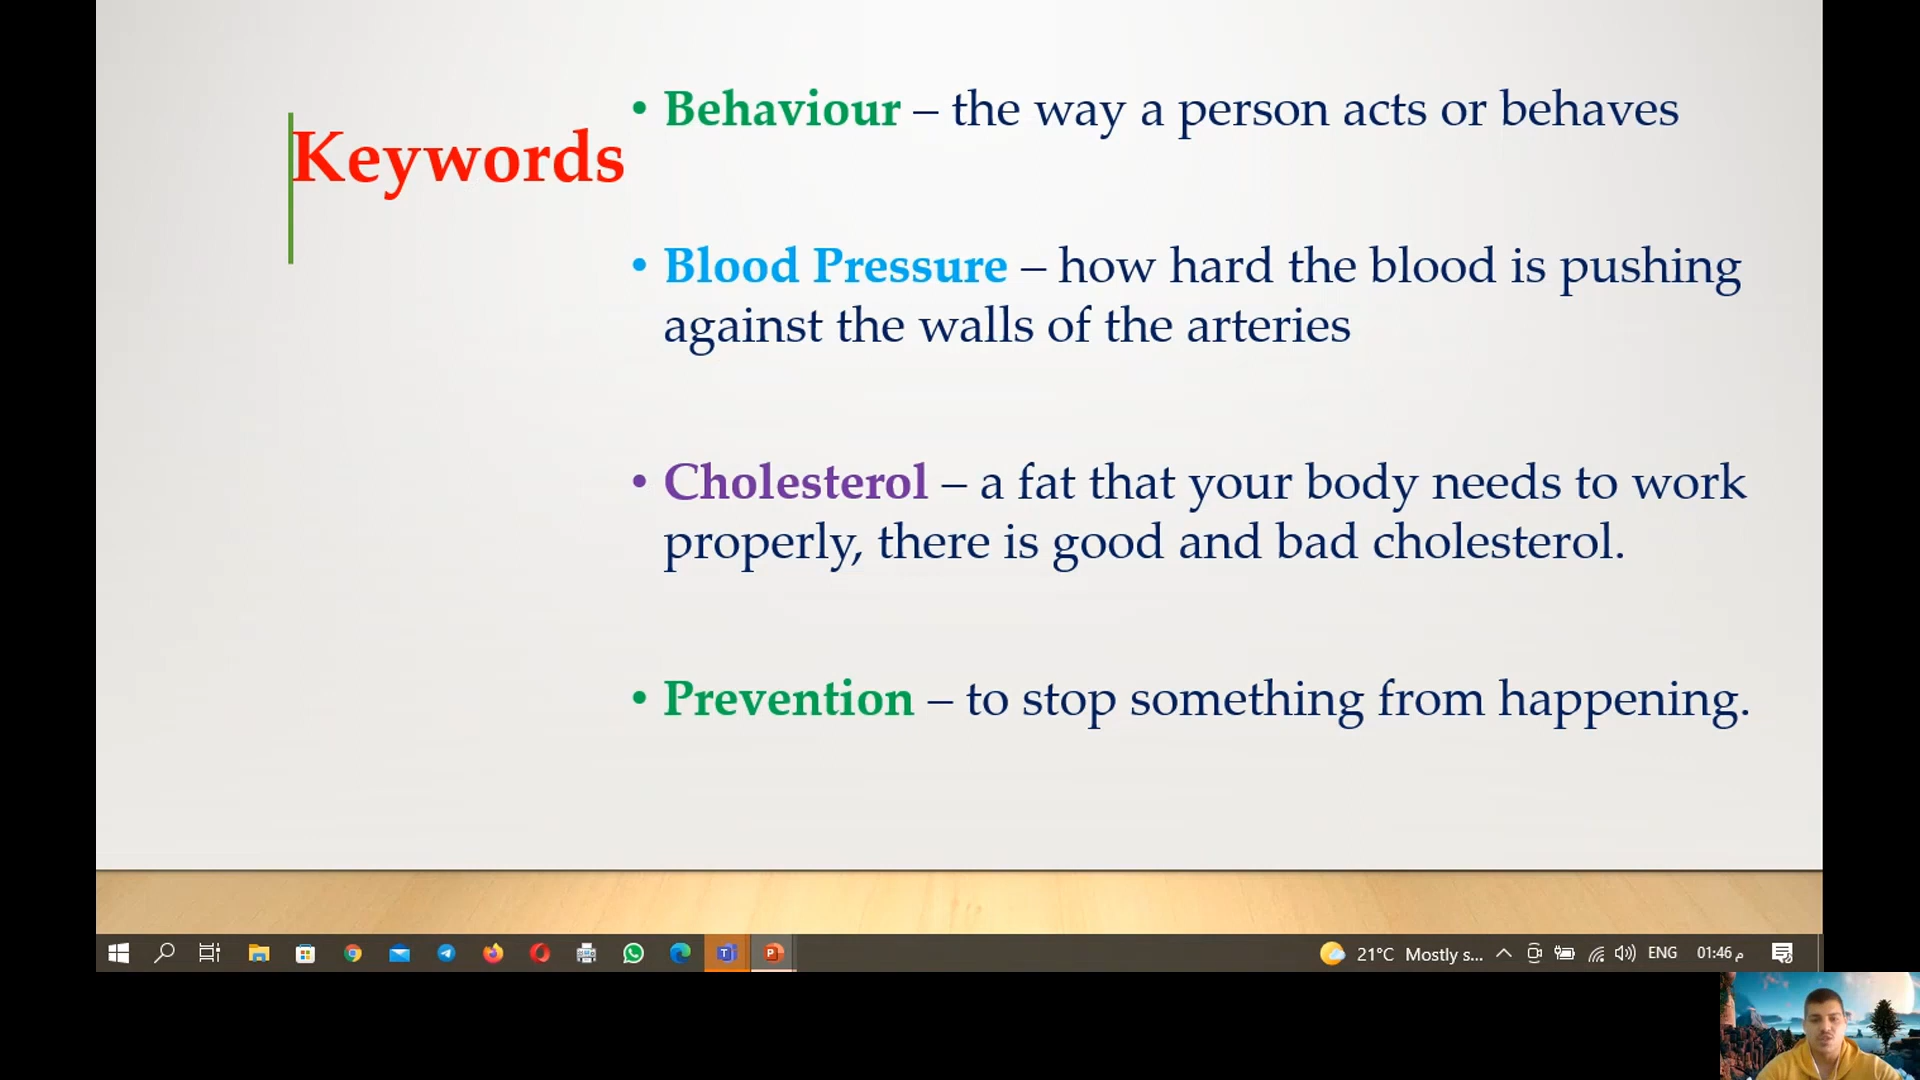 Keywords
• Behaviour – the way a person acts or behaves
• Blood Pressure – how hard the blood is pushing
against the walls of the arteries
• Cholesterol – a fat that your body needs to work
properly, there is good and bad cholesterol.
• Prevention – to stop something from happening.
21°C Mostly s... ENG 01:46 م